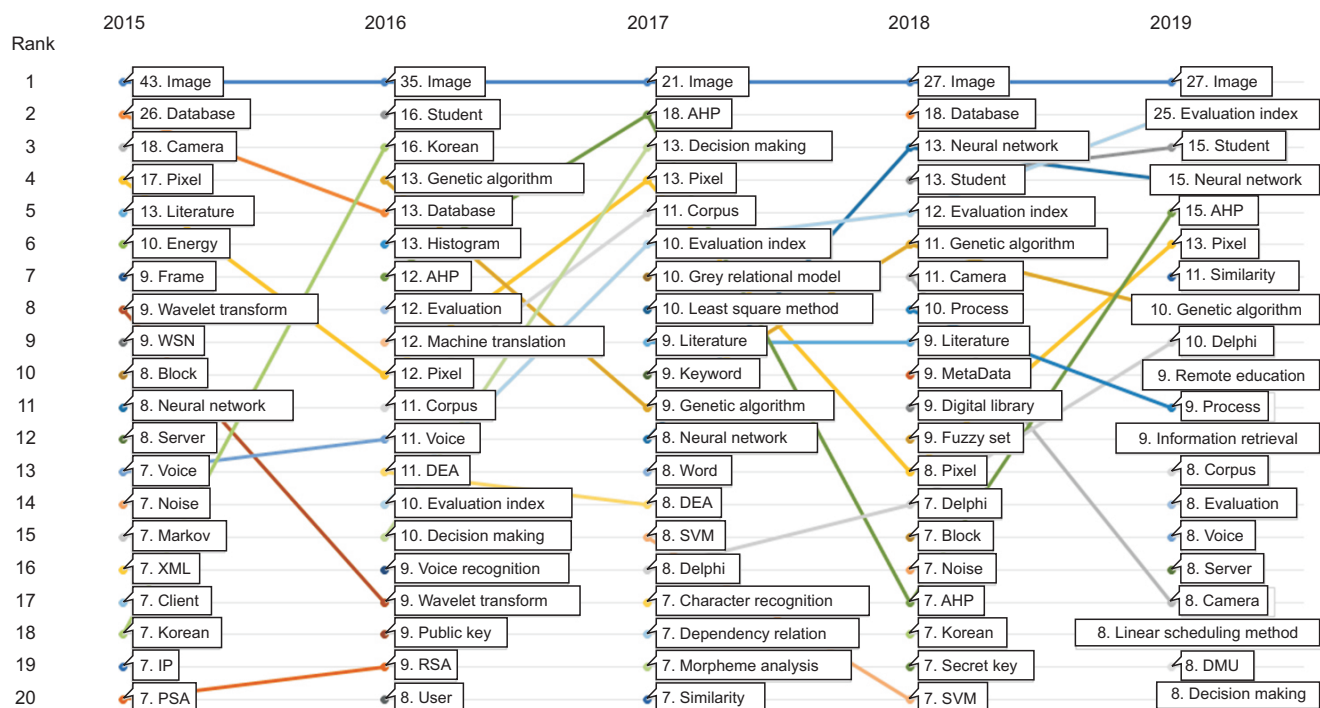 2015 2016 2017 2018 2019
Rank
1 43. Image 35. Image 21. Image 27. Image 27. Image
2 26. Database 16. Student 18. AHP 18. Database 25. Evaluation index
3 18. Camera 16. Korean 13. Decision making 13. Neural network 15. Student
4 17. Pixel 13. Genetic algorithm 13. Pixel 13. Student 15. Neural network
5 13. Literature 13. Database 11. Corpus 12. Evaluation index 15. AHP
6 10. Energy 13. Histogram 10. Evaluation index 11. Genetic algorithm 13. Pixel
7 9. Frame 12. AHP 10. Grey relational model 11. Camera 11. Similarity
8 9. Wavelet transform 12. Evaluation 10. Least square method 10. Process 10. Genetic algorithm
9 9. WSN 12. Machine translation 9. Literature 9. Literature 10. Delphi
10 8. Block 12. Pixel 9. Keyword 9. MetaData 9. Remote education
11 8. Neural network 11. Corpus 9. Genetic algorithm 9. Digital library 9. Process
12 8. Server 11. Voice 8. Neural network 9. Fuzzy set 9. Information retrieval
13 7. Voice 11. DEA 8. Word 8. Pixel 8. Corpus
14 7. Noise 10. Evaluation index 8. DEA 7. Delphi 8. Evaluation
15 7. Markov 10. Decision making 8. SVM 7. Block 8. Voice
16 7. XML 9. Voice recognition 8. Delphi 7. Noise 8. Server
17 7. Client 9. Wavelet transform 7. Character recognition 7. AHP 8. Camera
18 7. Korean 9. Public key 7. Dependency relation 7. Korean 8. Linear scheduling method
19 7. IP 9. RSA 7. Morpheme analysis 7. Secret key 8. DMU
20 7. PSA 8. User 7. Similarity 7. SVM 8. Decision making